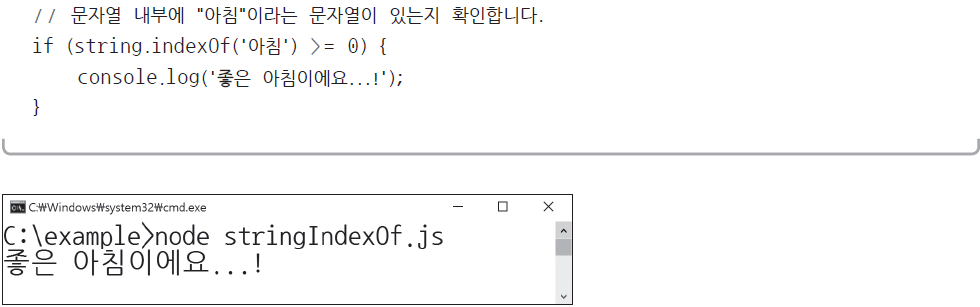 // 문자열 내부에 "아침"이라는 문자열이 있는지 확인합니다.
if (string.indexOf('아침') >= 0) {
    console.log('좋은 아침이에요...!');
}
C:\Windows\system32\cmd.exe
C:\example>node stringIndexOf.js
좋은 아침이에요...!